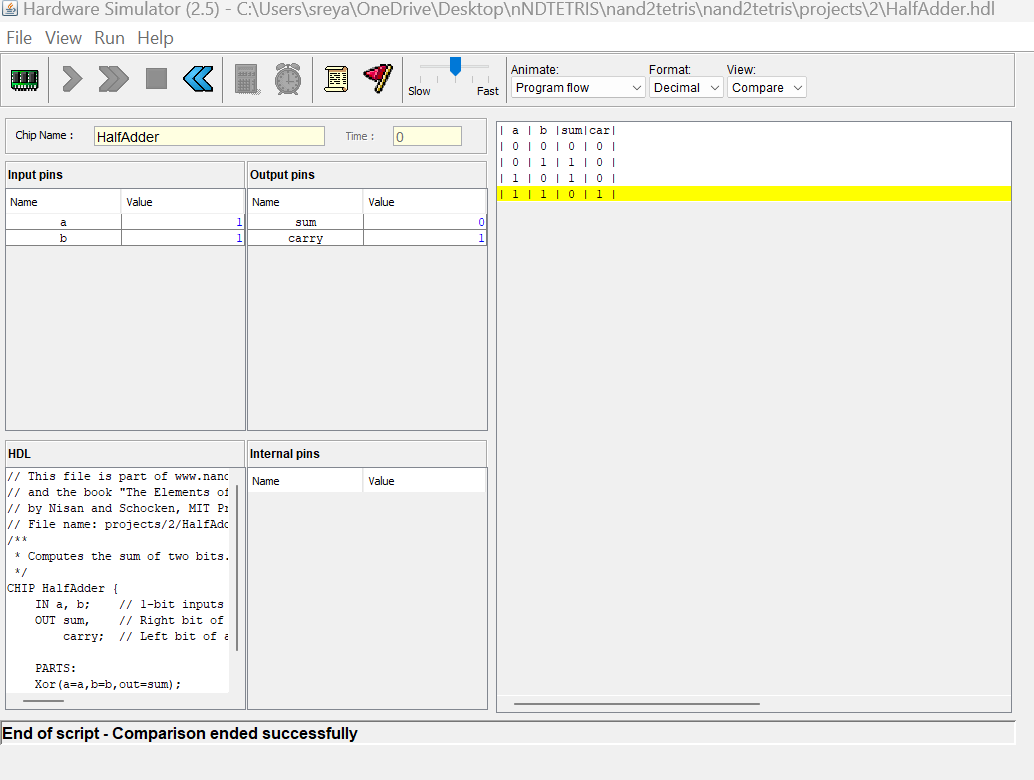 Hardware Simulator (2.5) - C:\Users\sreya\OneDrive\Desktop\nNDTETRIS\nand2tetris\nand2tetris\projects\2\HalfAdder.hdl
File View Run Help
Slow Fast
Animate: Format: View:
Program flow Decimal Compare
Chip Name : HalfAdder Time : 0
Input pins
Name Value
a 1
b 1
Output pins
Name Value
sum 0
carry 1
HDL
// This file is part of www.nanc
// and the book "The Elements of
// by Nisan and Schocken, MIT Pr
// File name: projects/2/HalfAdd
/**
* Computes the sum of two bits.
*/
CHIP HalfAdder {
IN a, b; // 1-bit inputs
OUT sum, // Right bit of
carry; // Left bit of a
PARTS:
Xor(a=a,b=b,out=sum);
Internal pins
Name Value
| a | b |sum|car|
| 0 | 0 | 0 | 0 |
| 0 | 1 | 1 | 0 |
| 1 | 0 | 1 | 0 |
| 1 | 1 | 0 | 1 |
End of script - Comparison ended successfully